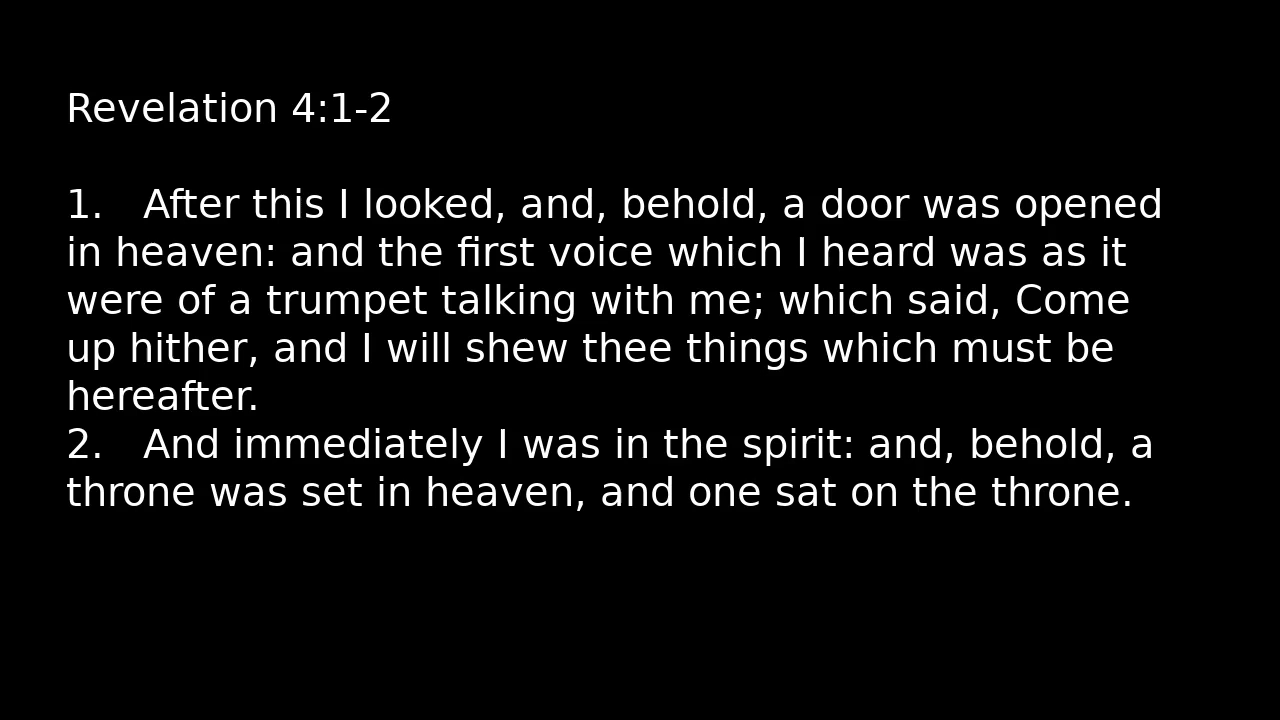 Revelation 4:1-2
1. After this I looked, and, behold, a door was opened
in heaven: and the first voice which I heard was as it
were of a trumpet talking with me; which said, Come
up hither, and I will shew thee things which must be
hereafter.
2. And immediately I was in the spirit: and, behold, a
throne was set in heaven, and one sat on the throne.